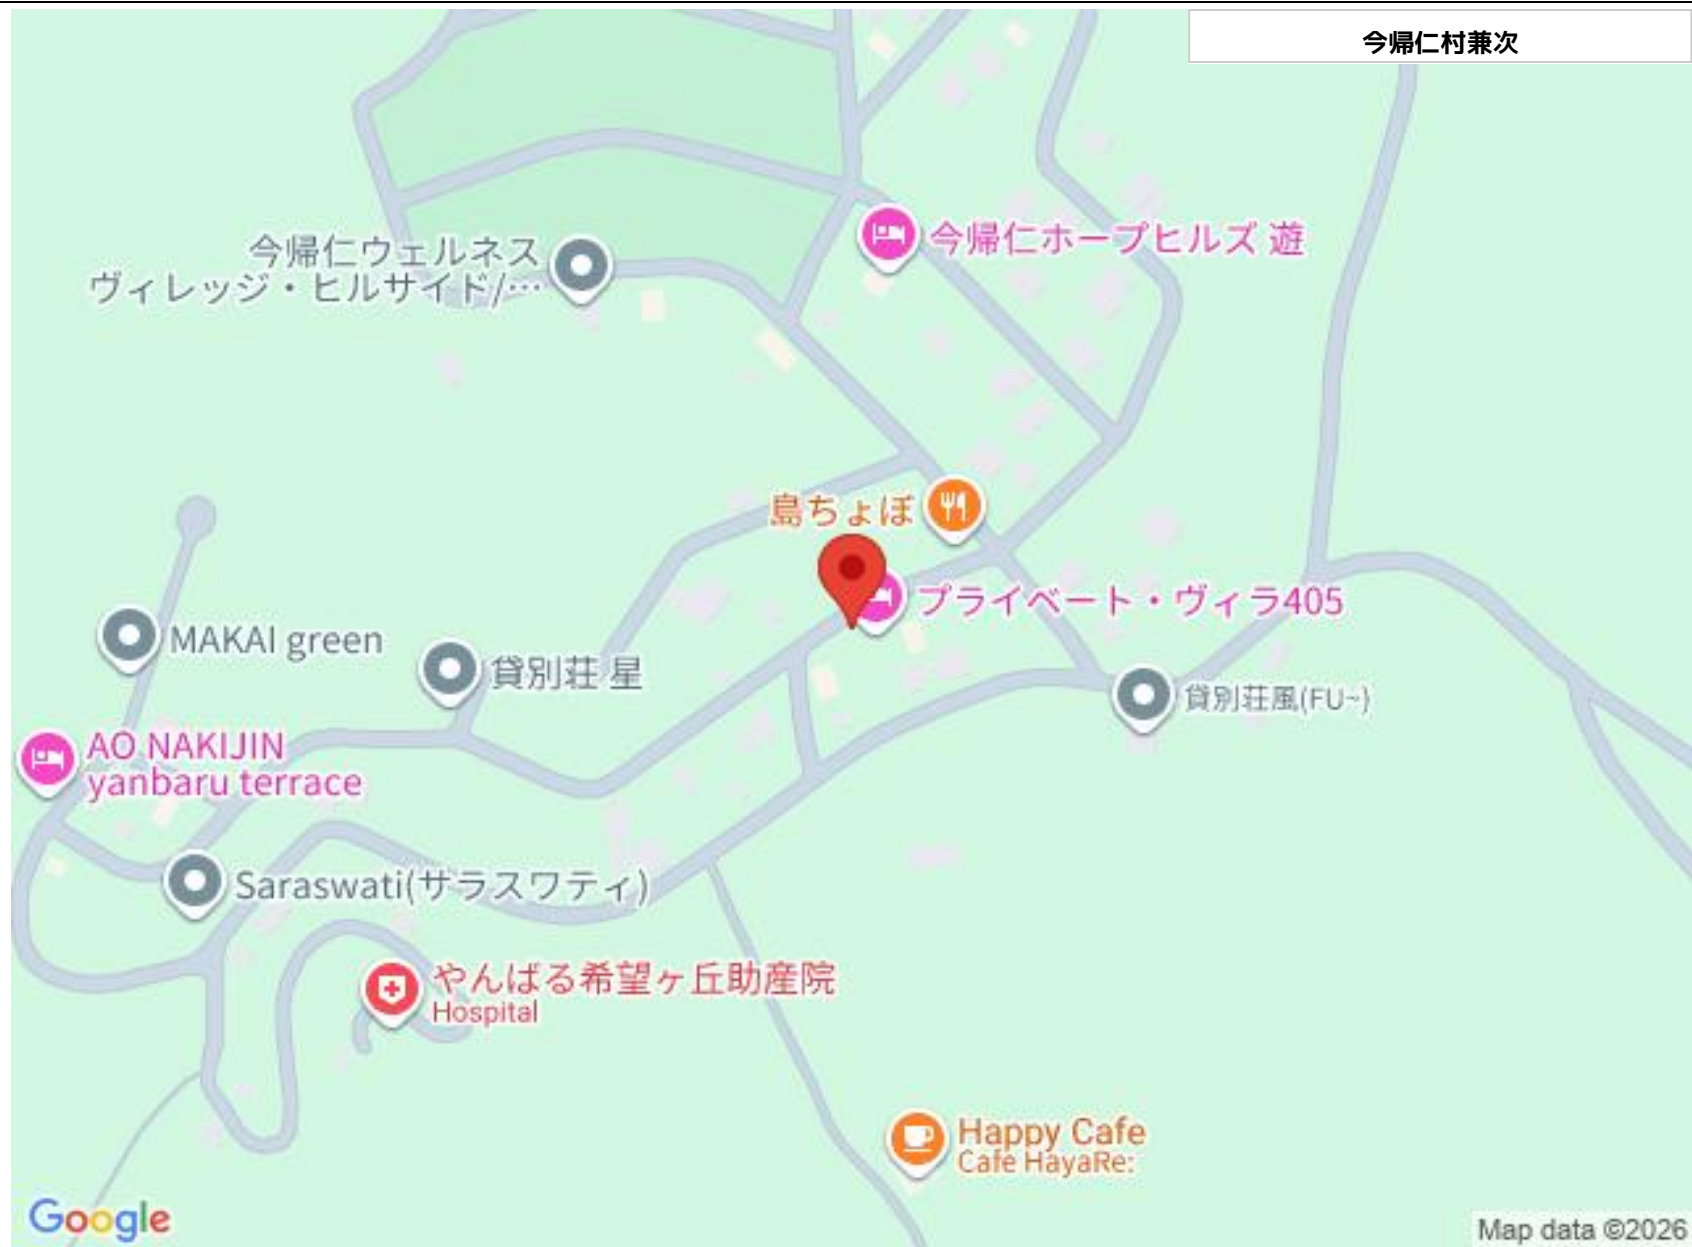 今帰仁村兼次
今帰仁ウェルネス
ヴィレッジ・ヒルサイド/…
今帰仁ホープヒルズ 遊
島ちょぼ
プライベート・ヴィラ405
MAKAI green
貸別荘 星
貸別荘風(FU~)
AO NAKIJIN
yanbaru terrace
Saraswati(サラスワティ)
やんばる希望ヶ丘助産院
Hospital
Happy Cafe
Cafe HayaRe:
Google
Map data ©2026